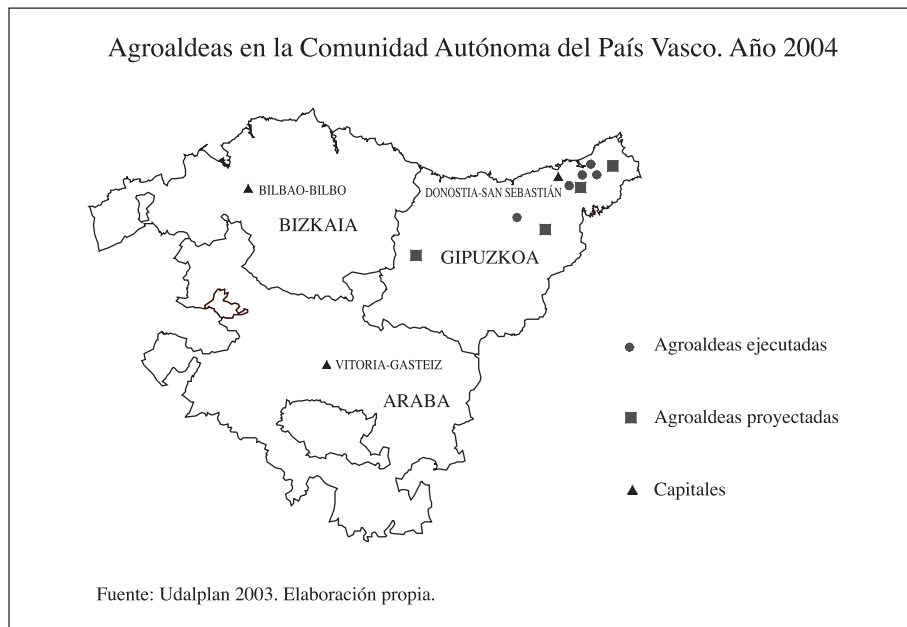 Agroaldeas en la Comunidad Autónoma del País Vasco. Año 2004
BILBAO-BILBO
BIZKAIA
DONOSTIA-SAN SEBASTIÁN
GIPUZKOA
VITORIA-GASTEIZ
ARABA
Agroaldeas ejecutadas
Agroaldeas proyectadas
Capitales
Fuente: Udalplan 2003. Elaboración propia.